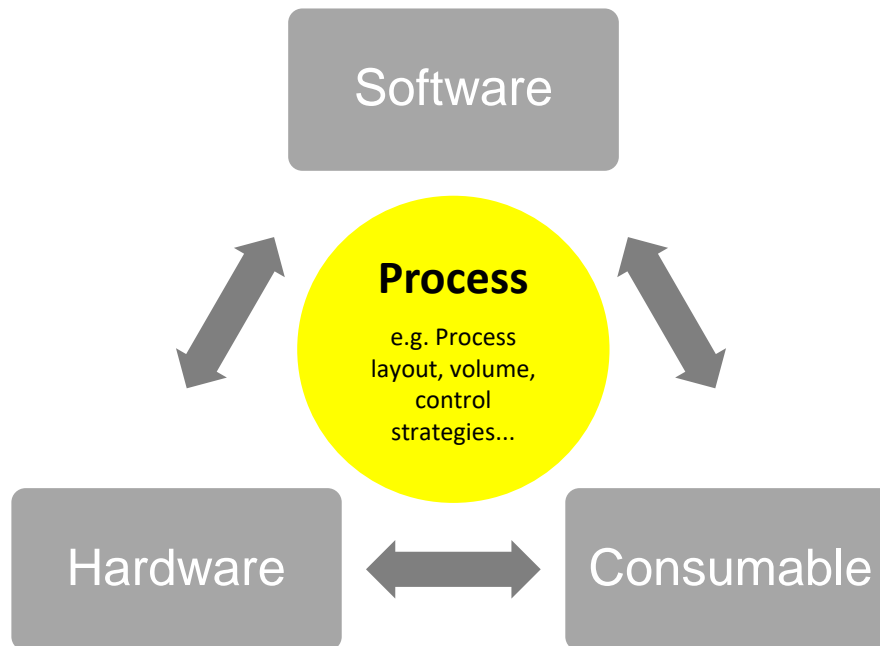 Software
Process
e.g. Process
layout, volume,
control
strategies...
Hardware
Consumable